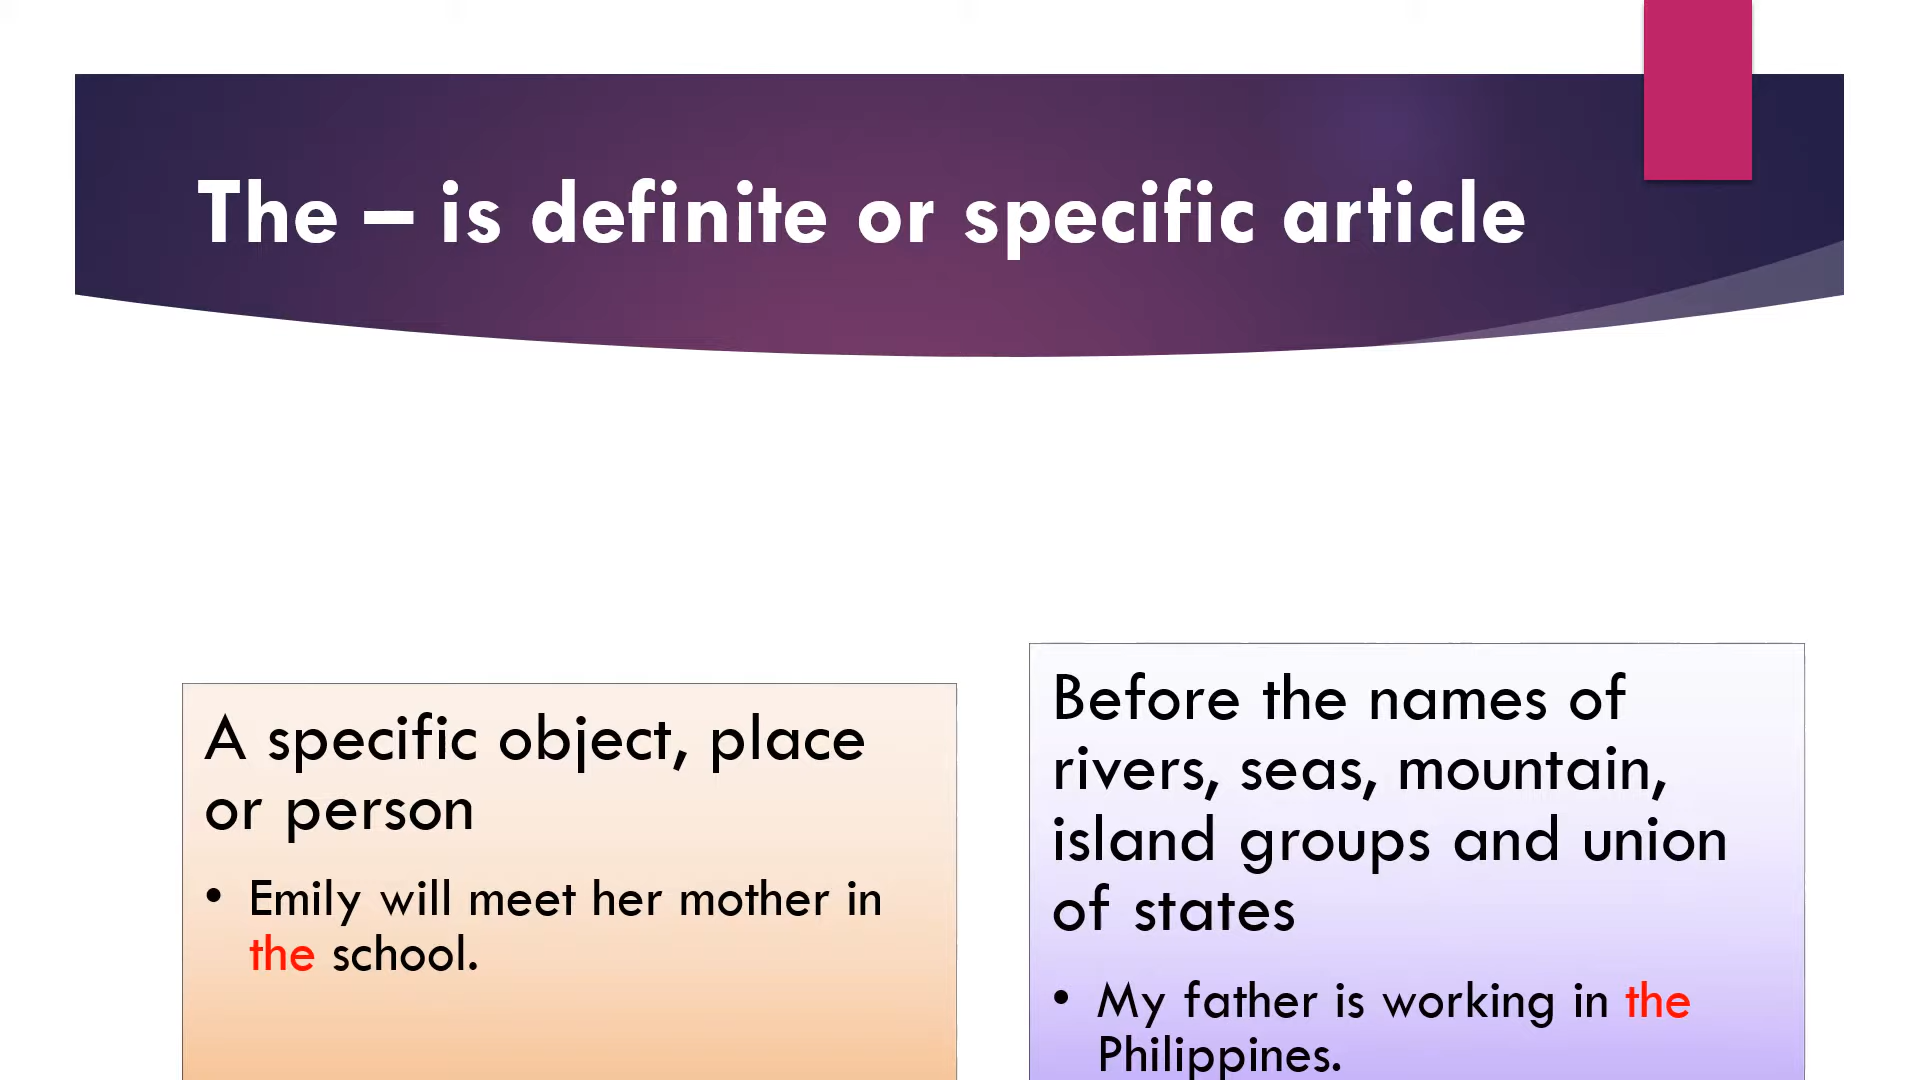 The – is definite or specific article
A specific object, place
or person
• Emily will meet her mother in
the school.
Before the names of
rivers, seas, mountain,
island groups and union
of states
• My father is working in the
Philippines.